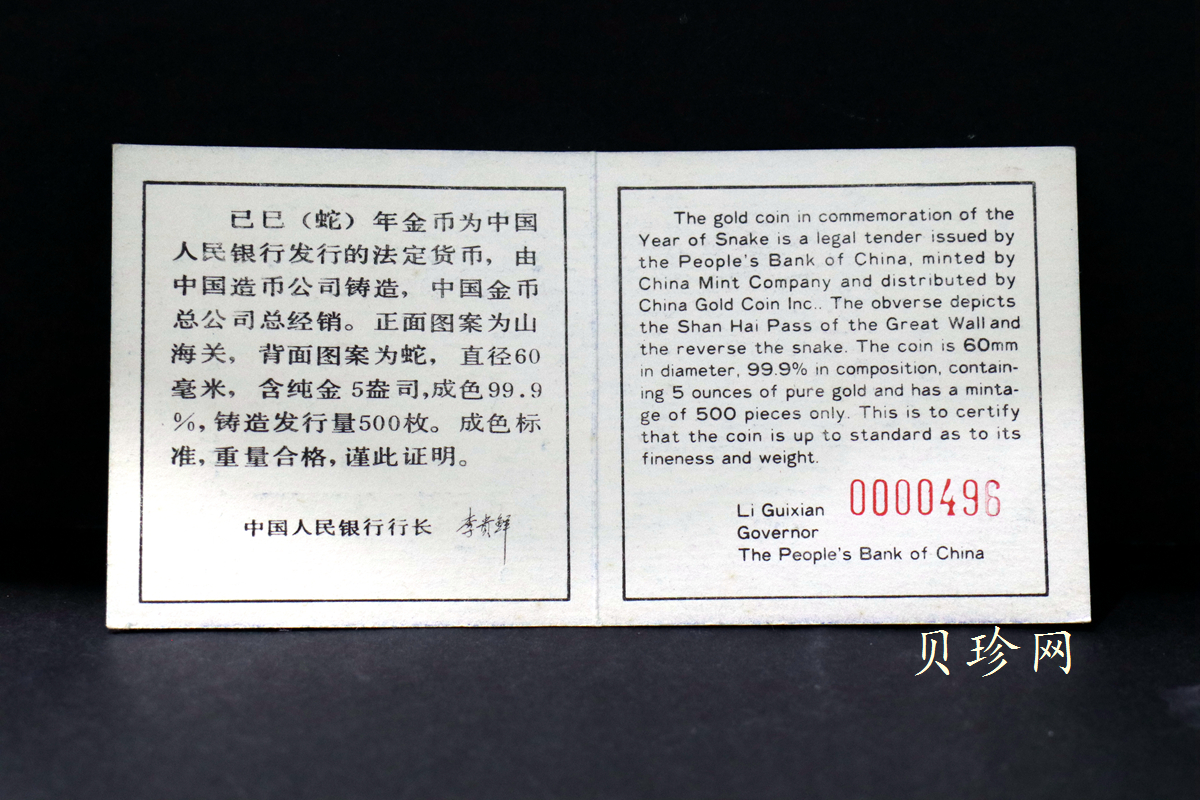 己巳（蛇）年金币为中国
人民银行发行的法定货币，由
中国造币公司铸造，中国金币
总公司总经销。正面图案为山
海关，背面图案为蛇，直径60
毫米，含纯金5盎司，成色99.9
%，铸造发行量500枚。成色标
准，重量合格，谨此证明。
中国人民银行行长 李贵鲜
The gold coin in commemoration of the
Year of Snake is a legal tender issued by
the People's Bank of China, minted by
China Mint Company and distributed by
China Gold Coin Inc.. The obverse depicts
the Shan Hai Pass of the Great Wall and
the reverse the snake. The coin is 60mm
in diameter, 99.9% in composition, contain-
ing 5 ounces of pure gold and has a minta-
ge of 500 pieces only. This is to certify
that the coin is up to standard as to its
fineness and weight.
Li Guixian 0000496
Governor
The People's Bank of China
贝珍网